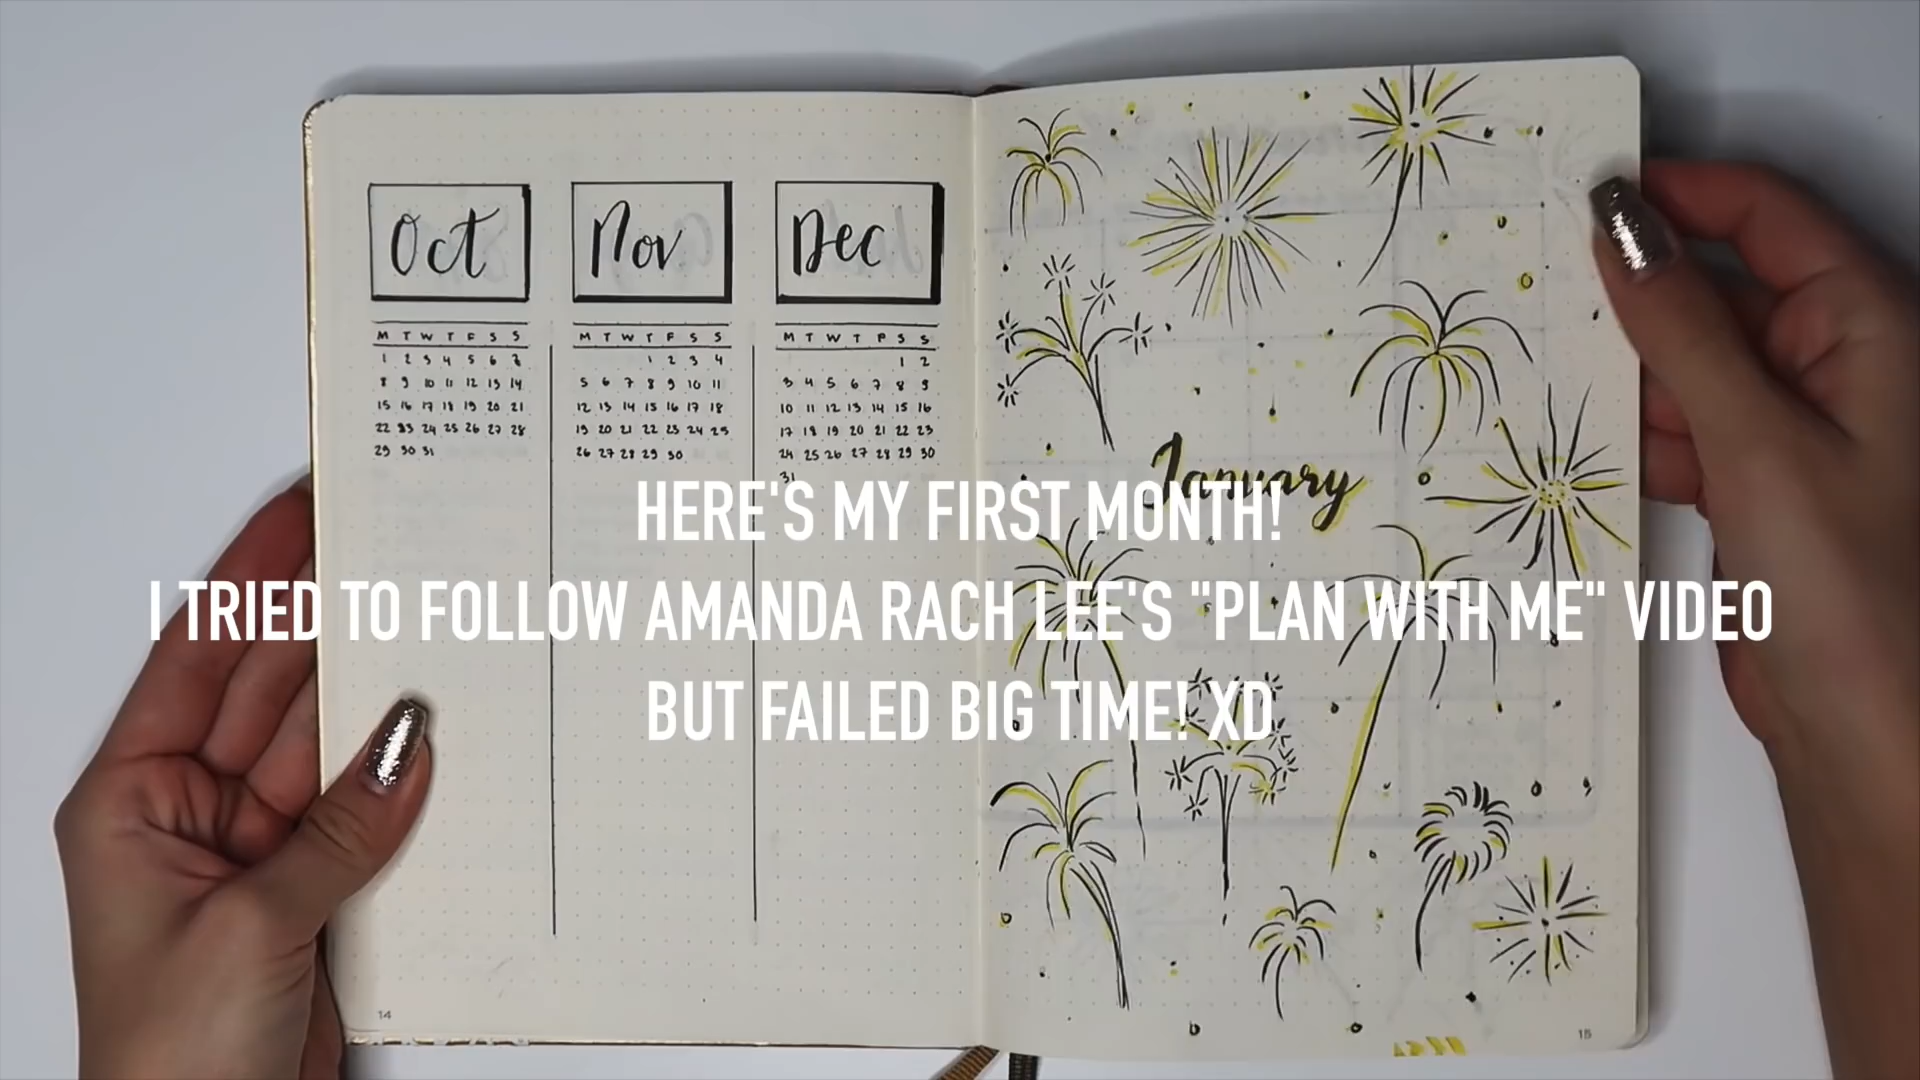 Oct Nov Dec
M T W T F S S M T W T F S S M T W T F S S
1 2 3 4 5 6 7 1 2 3 4 1 2
8 9 10 11 12 13 14 5 6 7 8 9 10 11 3 4 5 6 7 8 9
15 16 17 18 19 20 21 12 13 14 15 16 17 18 10 11 12 13 14 15 16
22 23 24 25 26 27 28 19 20 21 22 23 24 25 17 18 19 20 21 22 23
29 30 31 26 27 28 29 30 24 25 26 27 28 29 30
31
January
HERE'S MY FIRST MONTH!
I TRIED TO FOLLOW AMANDA RACH LEE'S "PLAN WITH ME" VIDEO
BUT FAILED BIG TIME! XD
14
15